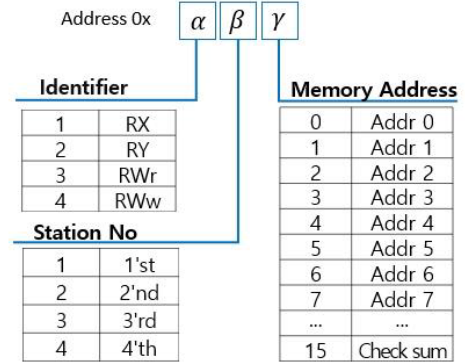 Address 0x α β γ
Identifier
1 RX
2 RY
3 RWr
4 RWw
Station No
1 1'st
2 2'nd
3 3'rd
4 4'th
Memory Address
0 Addr 0
1 Addr 1
2 Addr 2
3 Addr 3
4 Addr 4
5 Addr 5
6 Addr 6
7 Addr 7
... ...
15 Check sum